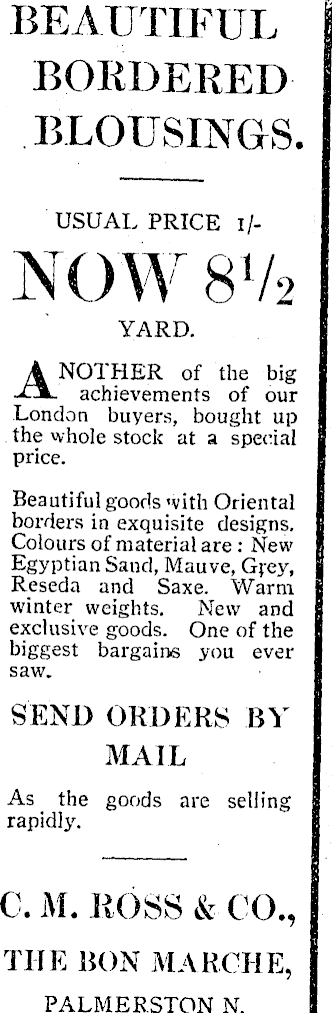 BEAUTIFUL
BORDERED
BLOUSINGS.
USUAL PRICE 1/-
NOW 8½
YARD.
ANOTHER of the big
achievements of our
London buyers, bought up
the whole stock at a special
price.
Beautiful goods with Oriental
borders in exquisite designs.
Colours of material are : New
Egyptian Sand, Mauve, Grey,
Reseda and Saxe. Warm
winter weights. New and
exclusive goods. One of the
biggest bargains you ever
saw.
SEND ORDERS BY
MAIL
As the goods are selling
rapidly.
C. M. ROSS & CO.,
THE BON MARCHE,
PALMERSTON N.